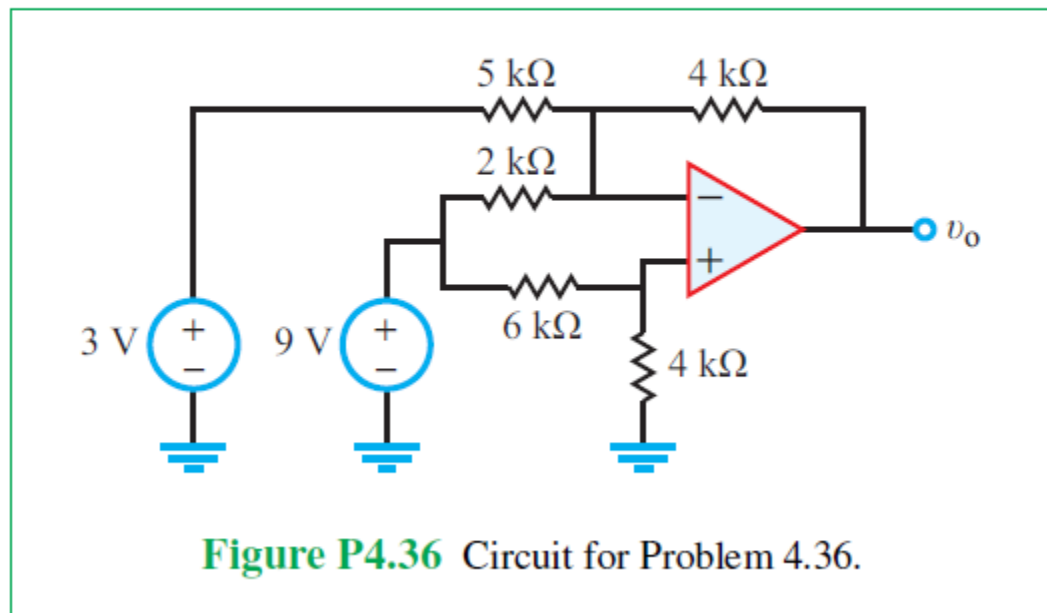 5 kΩ 4 kΩ
2 kΩ
−
υo
+
3 V + − 9 V + − 6 kΩ
4 kΩ
Figure P4.36 Circuit for Problem 4.36.